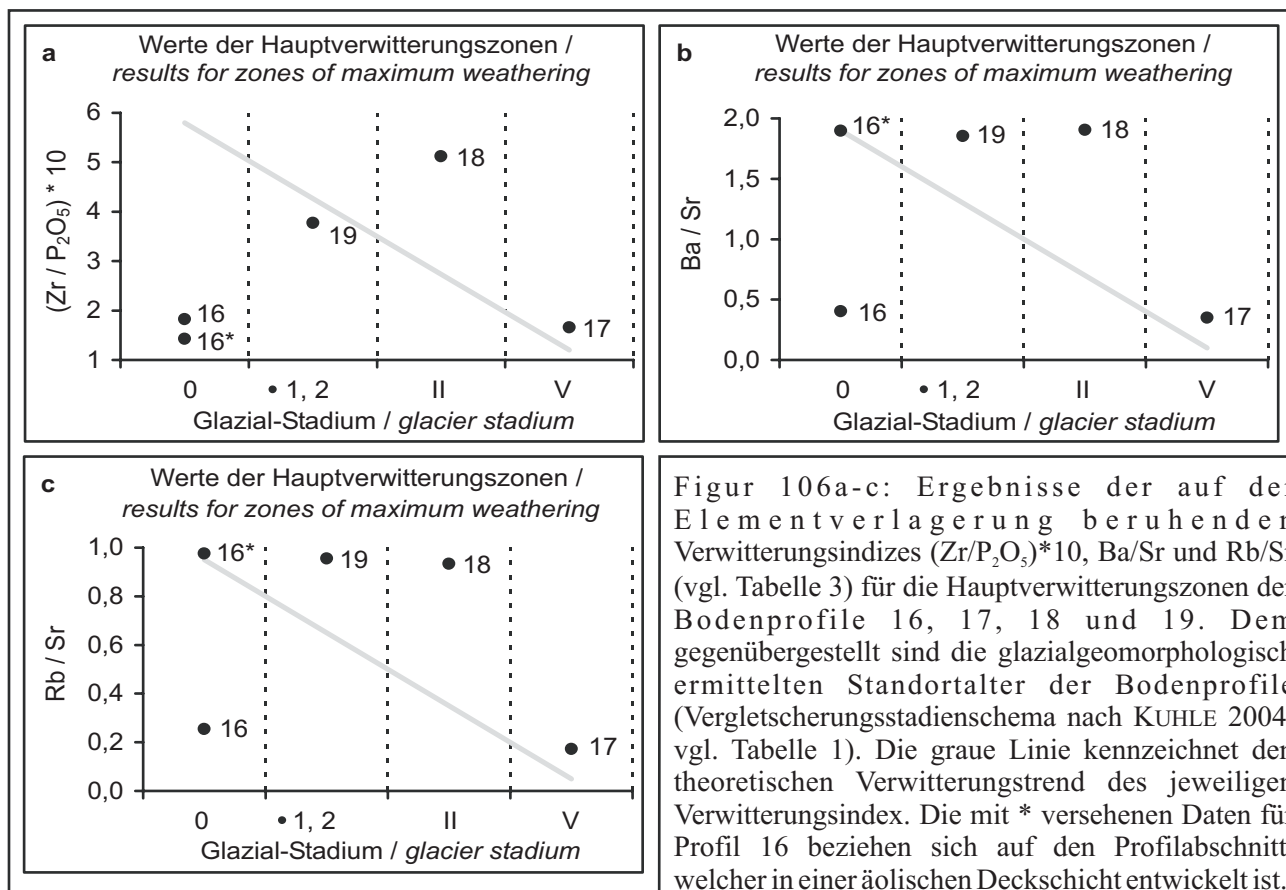 a
Werte der Hauptverwitterungszonen /
results for zones of maximum weathering
(Zr / P₂O₅) * 10
6
5
4
3
2
1
16
16*
19
18
17
0
• 1, 2
II
V
Glazial-Stadium / glacier stadium
b
Werte der Hauptverwitterungszonen /
results for zones of maximum weathering
Ba / Sr
2,0
1,5
1,0
0,5
0,0
16*
16
19
18
17
0
• 1, 2
II
V
Glazial-Stadium / glacier stadium
c
Werte der Hauptverwitterungszonen /
results for zones of maximum weathering
Rb / Sr
1,0
0,8
0,6
0,4
0,2
0,0
16*
16
19
18
17
0
• 1, 2
II
V
Glazial-Stadium / glacier stadium
Figur 106a-c: Ergebnisse der auf der
Elementverlagerung beruhenden
Verwitterungsindizes (Zr/P₂O₅)*10, Ba/Sr und Rb/Sr
(vgl. Tabelle 3) für die Hauptverwitterungszonen der
Bodenprofile 16, 17, 18 und 19. Dem
gegenübergestellt sind die glazialgeomorphologisch
ermittelten Standortalter der Bodenprofile
(Vergletscherungsstadienschema nach KUHLE 2004,
vgl. Tabelle 1). Die graue Linie kennzeichnet den
theoretischen Verwitterungstrend des jeweiligen
Verwitterungsindex. Die mit * versehenen Daten für
Profil 16 beziehen sich auf den Profilabschnitt,
welcher in einer äolischen Deckschicht entwickelt ist.